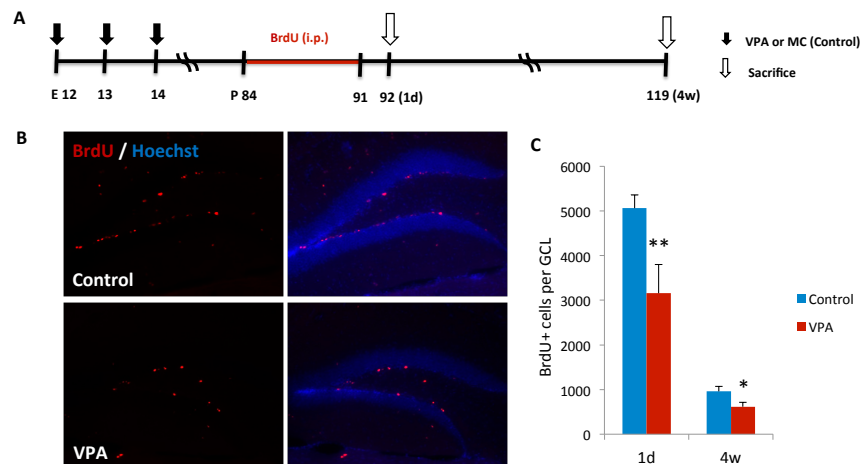 A
BrdU (i.p.)
VPA or MC (Control)
Sacrifice
E 12 13 14 P 84 91 92 (1d) 119 (4w)
B
BrdU / Hoechst
Control
VPA
C
BrdU+ cells per GCL
6000
5000
4000
3000
2000
1000
0
**
*
1d 4w
Control
VPA